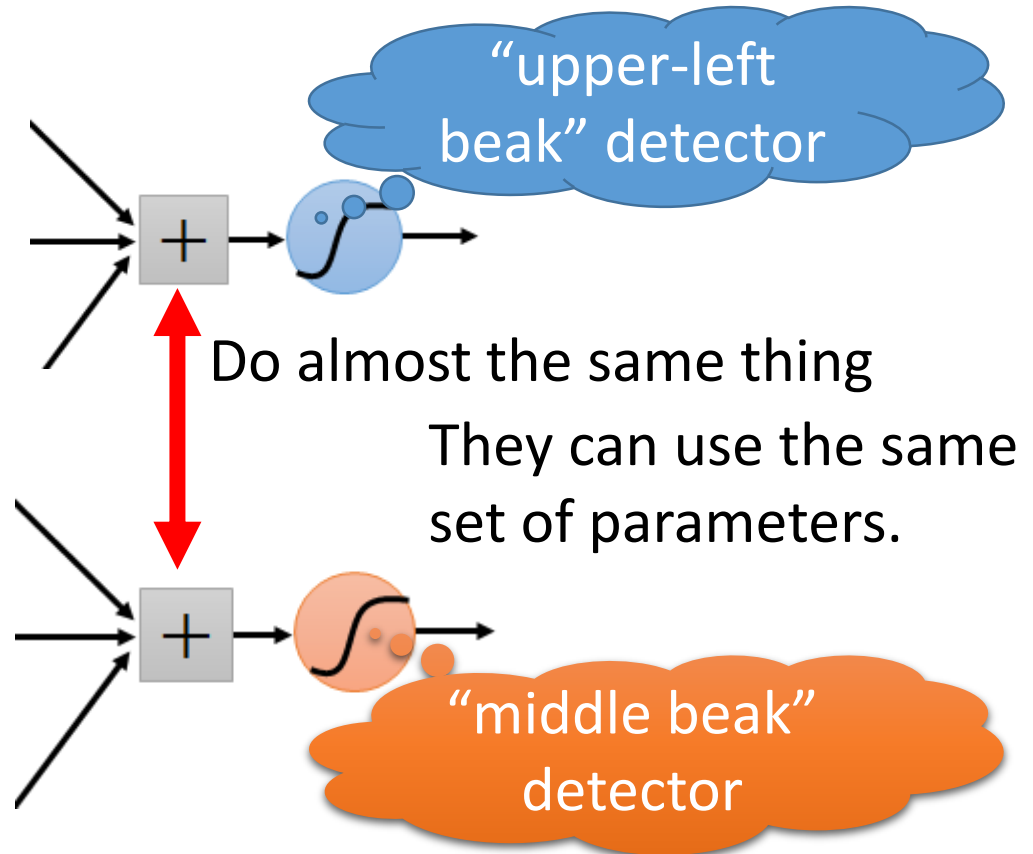 “upper-left
beak” detector
+
Do almost the same thing
They can use the same
set of parameters.
+
“middle beak”
detector